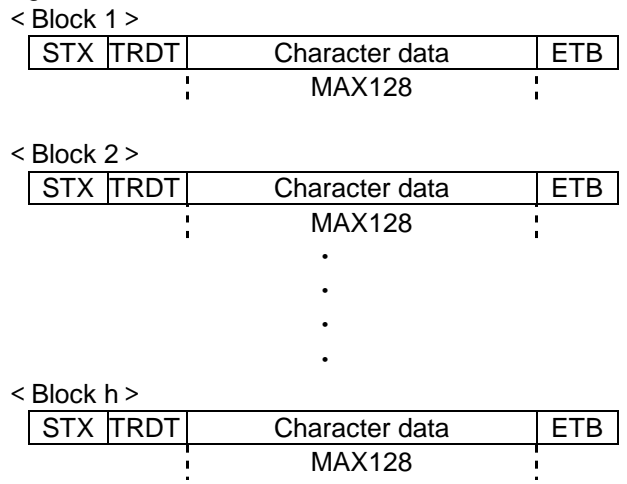 < Block 1 >
STX TRDT Character data ETB
MAX128
< Block 2 >
STX TRDT Character data ETB
MAX128
・
・
・
・
< Block h >
STX TRDT Character data ETB
MAX128